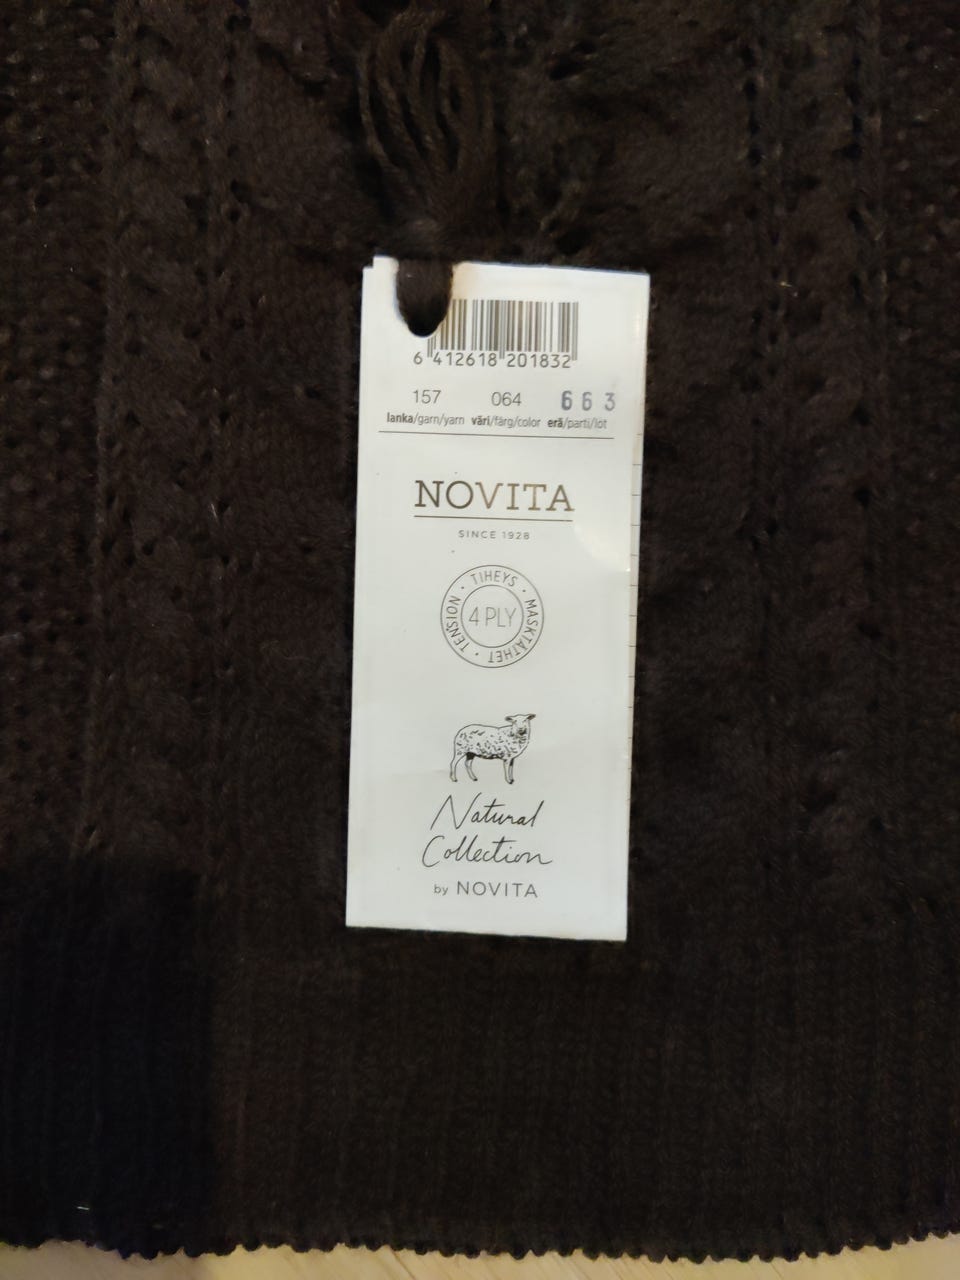 6 412618 201832
157 064 663
lanka/garn/yarn väri/färg/color erä/parti/lot
NOVITA
SINCE 1928
TIHEYS · MASKTÄTHET · TENSION ·
4 PLY
Natural
Collection
by NOVITA